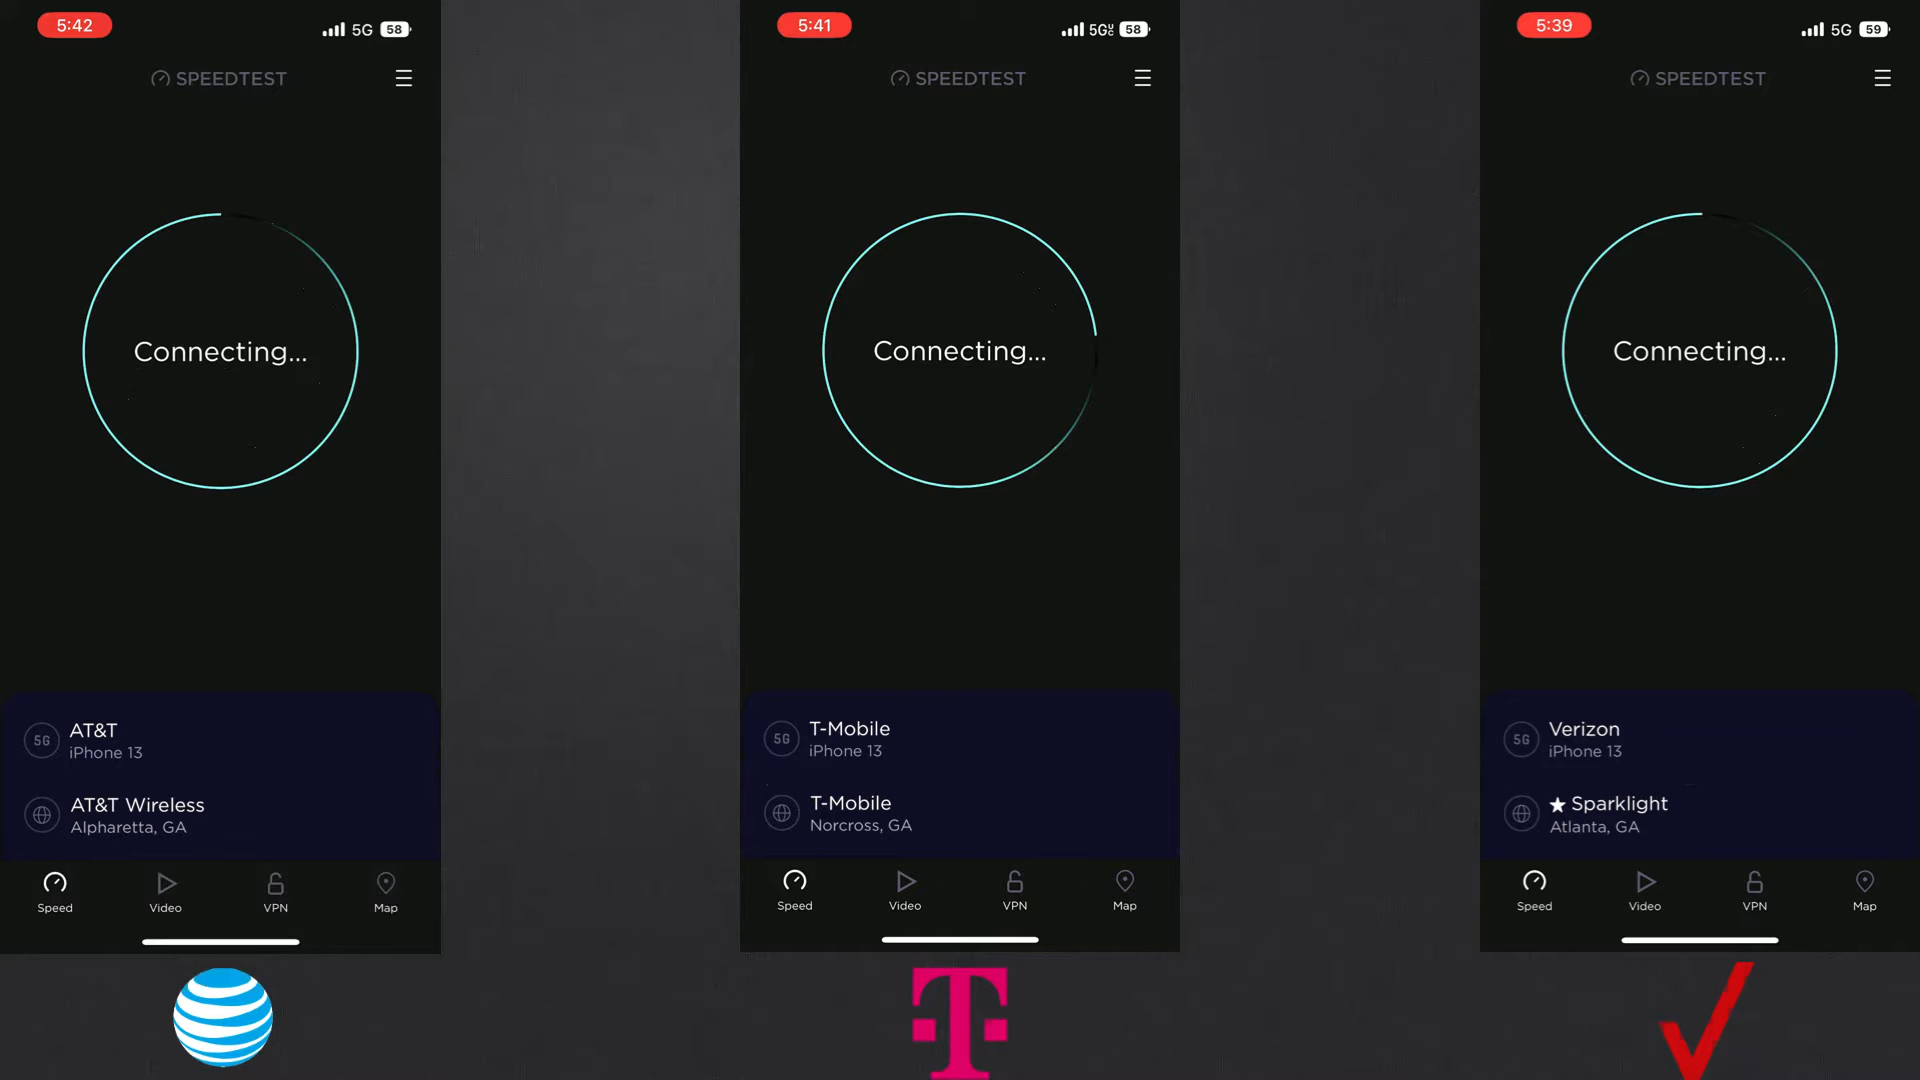 5:42
5G 58
SPEEDTEST
Connecting...
5G
AT&T
iPhone 13
AT&T Wireless
Alpharetta, GA
Speed
Video
VPN
Map
5:41
5G UC 58
SPEEDTEST
Connecting...
5G
T-Mobile
iPhone 13
T-Mobile
Norcross, GA
Speed
Video
VPN
Map
T
5:39
5G 59
SPEEDTEST
Connecting...
5G
Verizon
iPhone 13
★ Sparklight
Atlanta, GA
Speed
Video
VPN
Map